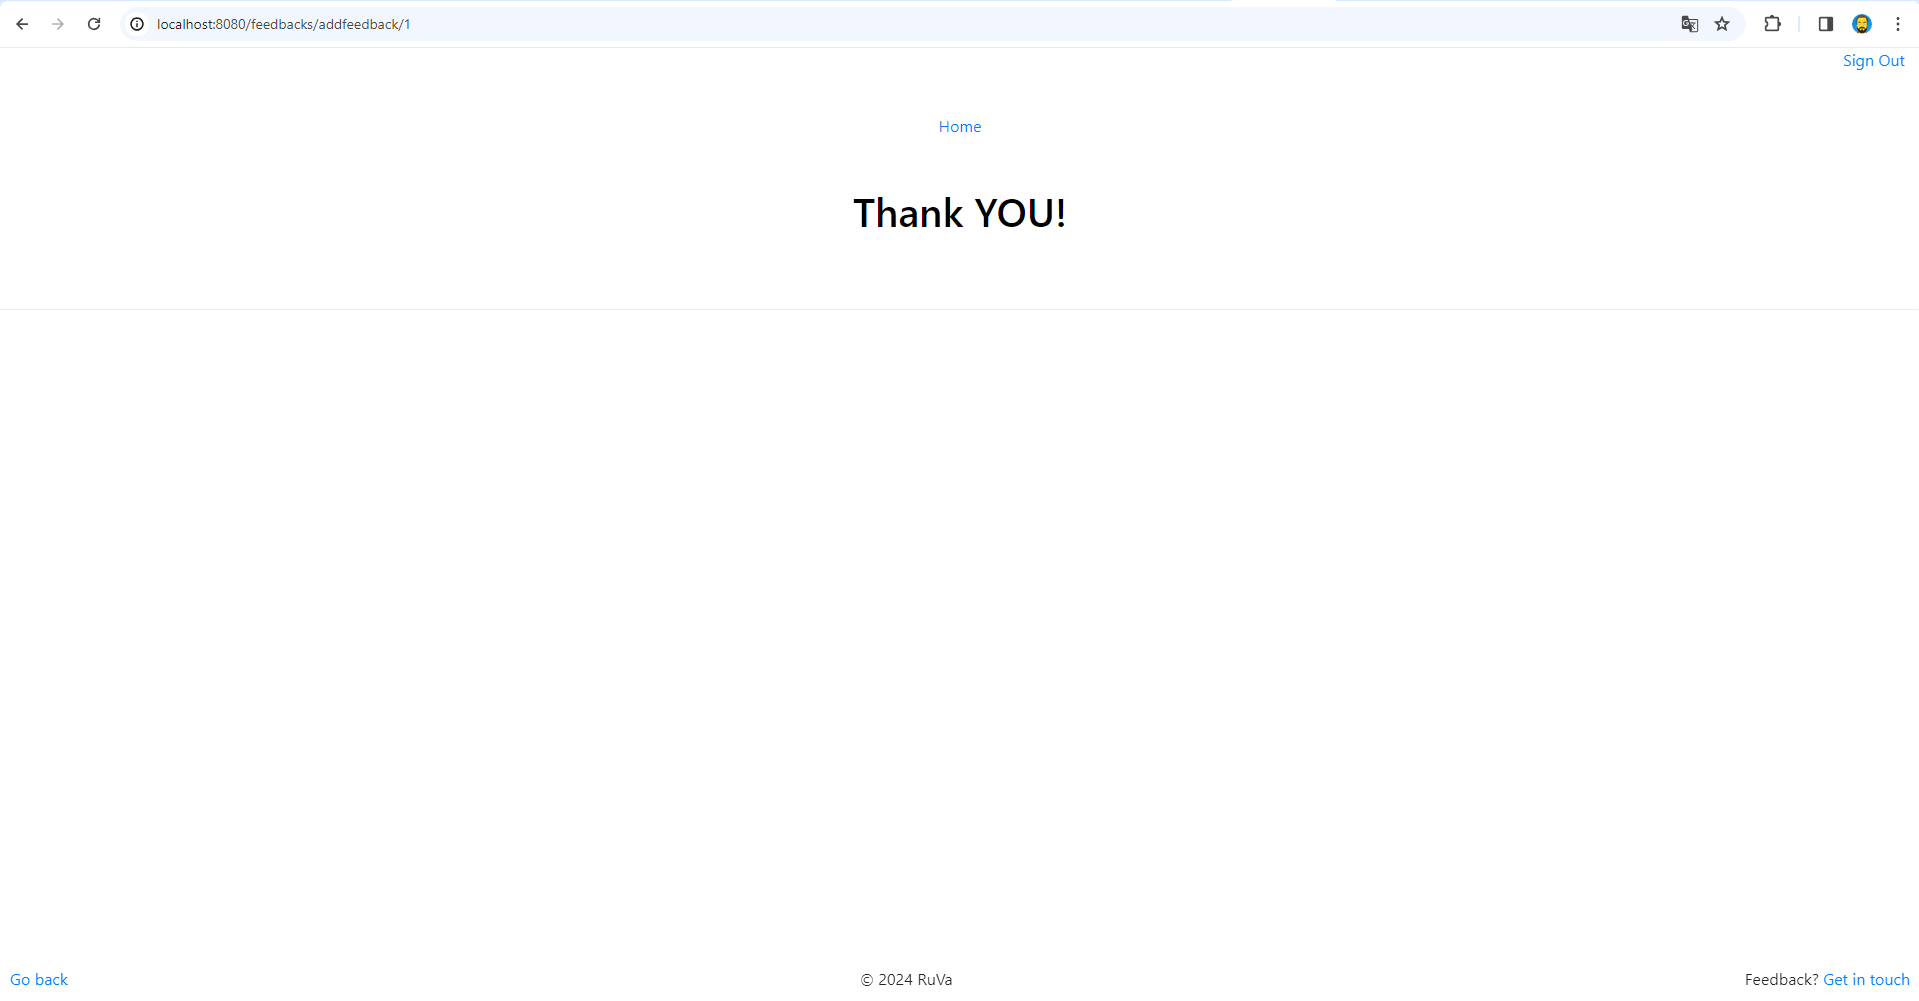 localhost:8080/feedbacks/addfeedback/1
Sign Out
Home
Thank YOU!
Go back
© 2024 RuVa
Feedback? Get in touch